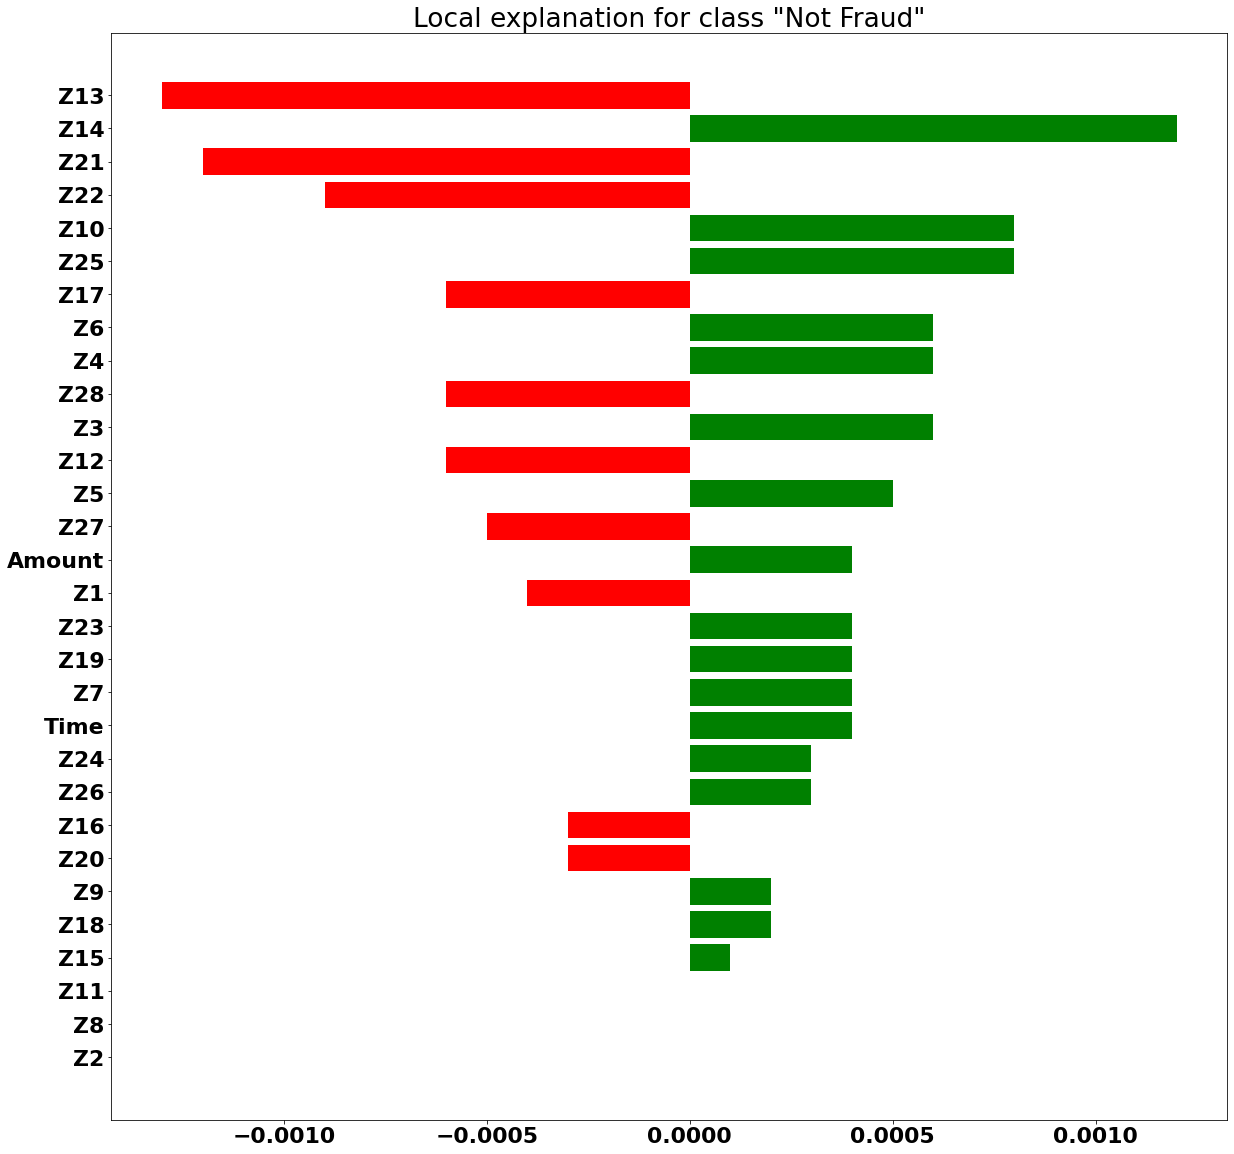 Local explanation for class "Not Fraud"
Z13
Z14
Z21
Z22
Z10
Z25
Z17
Z6
Z4
Z28
Z3
Z12
Z5
Z27
Amount
Z1
Z23
Z19
Z7
Time
Z24
Z26
Z16
Z20
Z9
Z18
Z15
Z11
Z8
Z2
−0.0010 −0.0005 0.0000 0.0005 0.0010